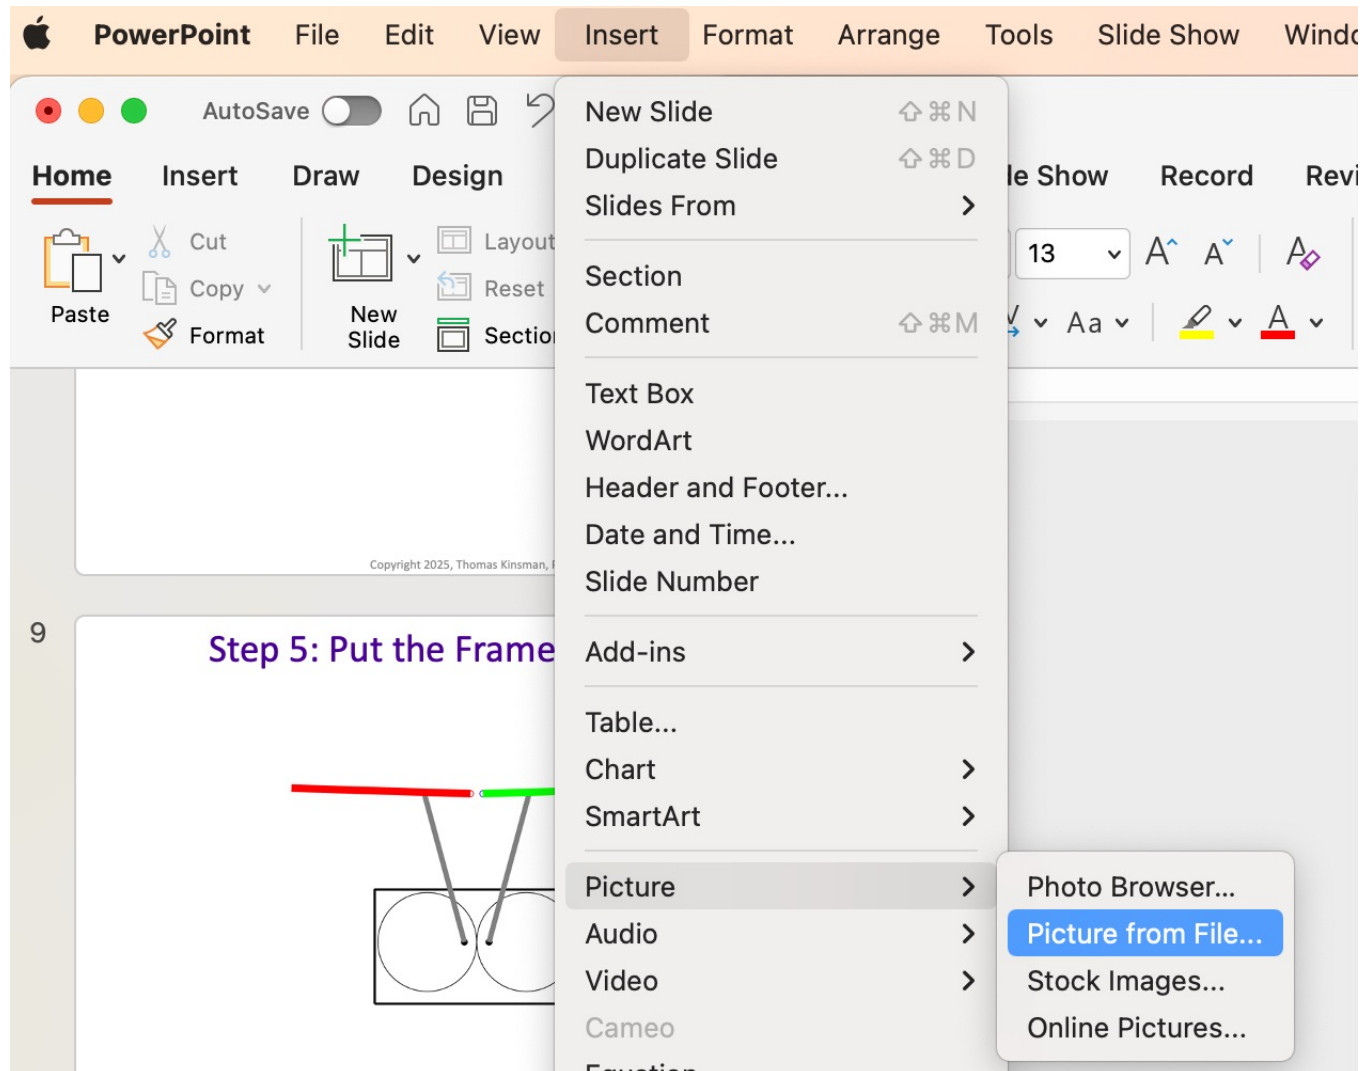 PowerPoint File Edit View Insert Format Arrange Tools Slide Show
AutoSave
Home Insert Draw Design Show Record
Cut
Copy
Format
Paste
New
Slide
Layout
Reset
13
Aa
New Slide ⇧⌘N
Duplicate Slide ⇧⌘D
Slides From
Section
Comment ⇧⌘M
Text Box
WordArt
Header and Footer...
Date and Time...
Slide Number
Add-ins
Table...
Chart
SmartArt
Picture
Audio
Video
Cameo
Photo Browser...
Picture from File...
Stock Images...
Online Pictures...
Copyright 2025, Thomas Kinsman,
9
Step 5: Put the Frame